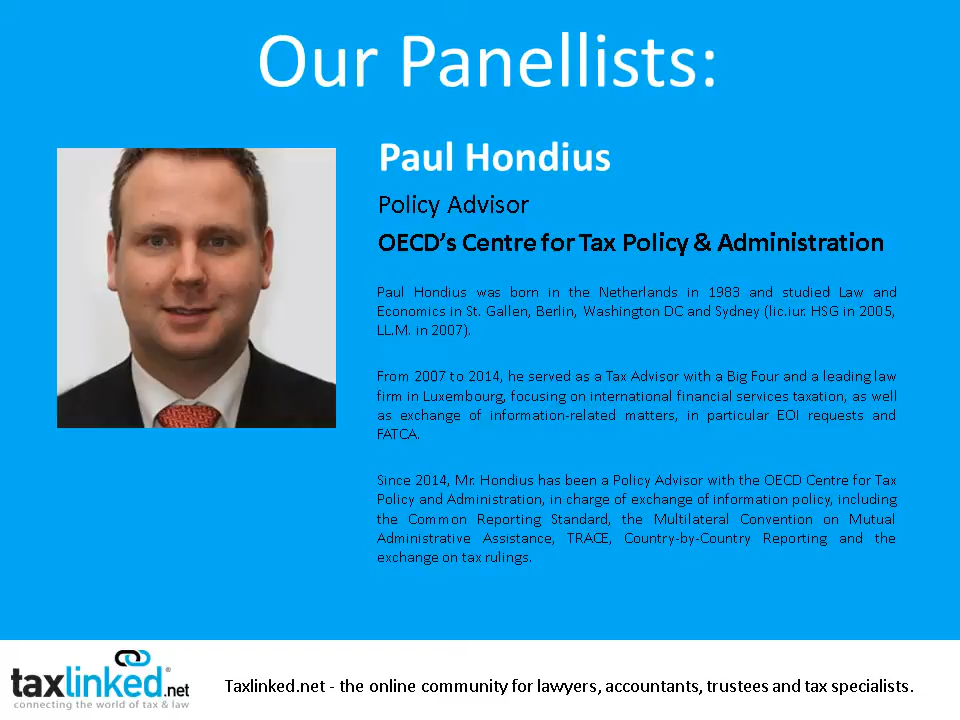 Our Panellists:
Paul Hondius
Policy Advisor
OECD's Centre for Tax Policy & Administration
Paul Hondius was born in the Netherlands in 1983 and studied Law and
Economics in St. Gallen, Berlin, Washington DC and Sydney (lic.iur. HSG in 2005,
LL.M. in 2007).
From 2007 to 2014, he served as a Tax Advisor with a Big Four and a leading law
firm in Luxembourg, focusing on international financial services taxation, as well
as exchange of information-related matters, in particular EOI requests and
FATCA.
Since 2014, Mr. Hondius has been a Policy Advisor with the OECD Centre for Tax
Policy and Administration, in charge of exchange of information policy, including
the Common Reporting Standard, the Multilateral Convention on Mutual
Administrative Assistance, TRACE, Country-by-Country Reporting and the
exchange on tax rulings.
taxlinked.net®
connecting the world of tax & law
Taxlinked.net - the online community for lawyers, accountants, trustees and tax specialists.